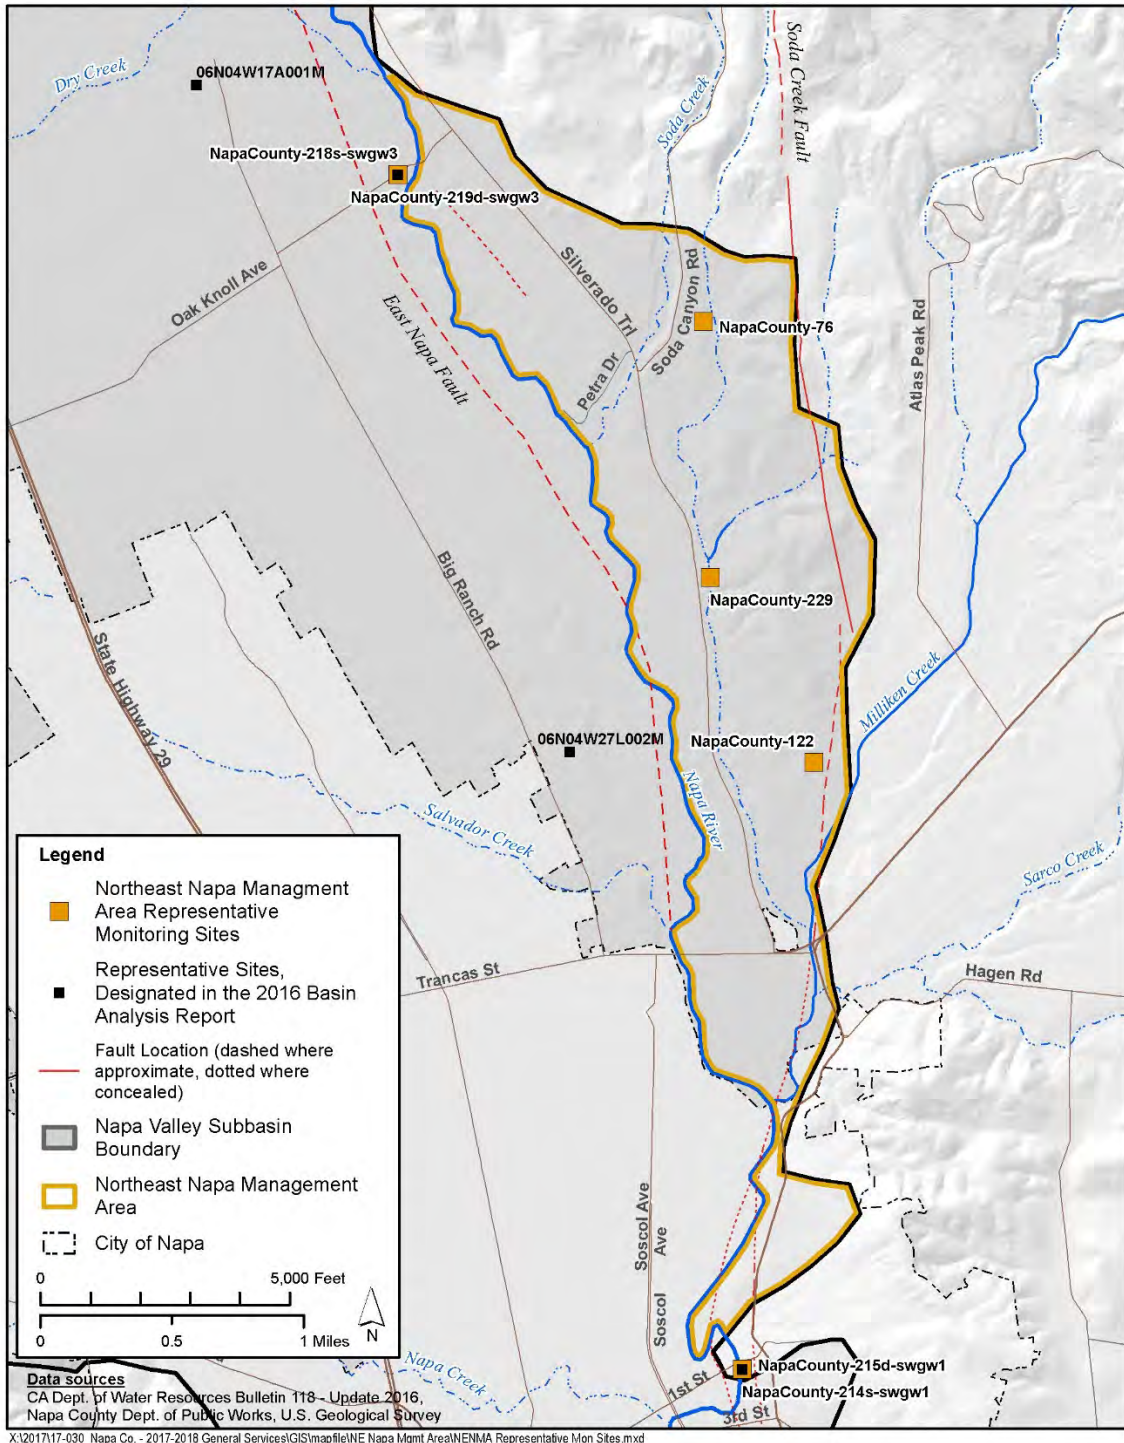 Dry Creek
06N04W17A001M
Soda Creek
Soda Creek Fault
NapaCounty-218s-swgw3
NapaCounty-219d-swgw3
Oak Knoll Ave
Silverado Trl
Soda Canyon Rd
East Napa Fault
NapaCounty-76
Petra Dr
Atlas Peak Rd
Big Ranch Rd
NapaCounty-229
State Highway 29
Milliken Creek
06N04W27L002M
NapaCounty-122
Napa River
Salvador Creek
Sarco Creek
Trancas St
Hagen Rd
Legend
Northeast Napa Managment
Area Representative
Monitoring Sites
Representative Sites,
Designated in the 2016 Basin
Analysis Report
Fault Location (dashed where
approximate, dotted where
concealed)
Napa Valley Subbasin
Boundary
Northeast Napa Management
Area
City of Napa
0 5,000 Feet
0 0.5 1 Miles
N
Soscol Ave
Soscol Ave
Napa Creek
1st St
3rd St
NapaCounty-215d-swgw1
NapaCounty-214s-swgw1
Data sources
CA Dept. of Water Resources Bulletin 118 - Update 2016,
Napa County Dept. of Public Works, U.S. Geological Survey
X:\2017\17-030 Napa Co. - 2017-2018 General Services\GIS\mapfile\NE Napa Mgmt Area\NENMA Representative Mon Sites.mxd